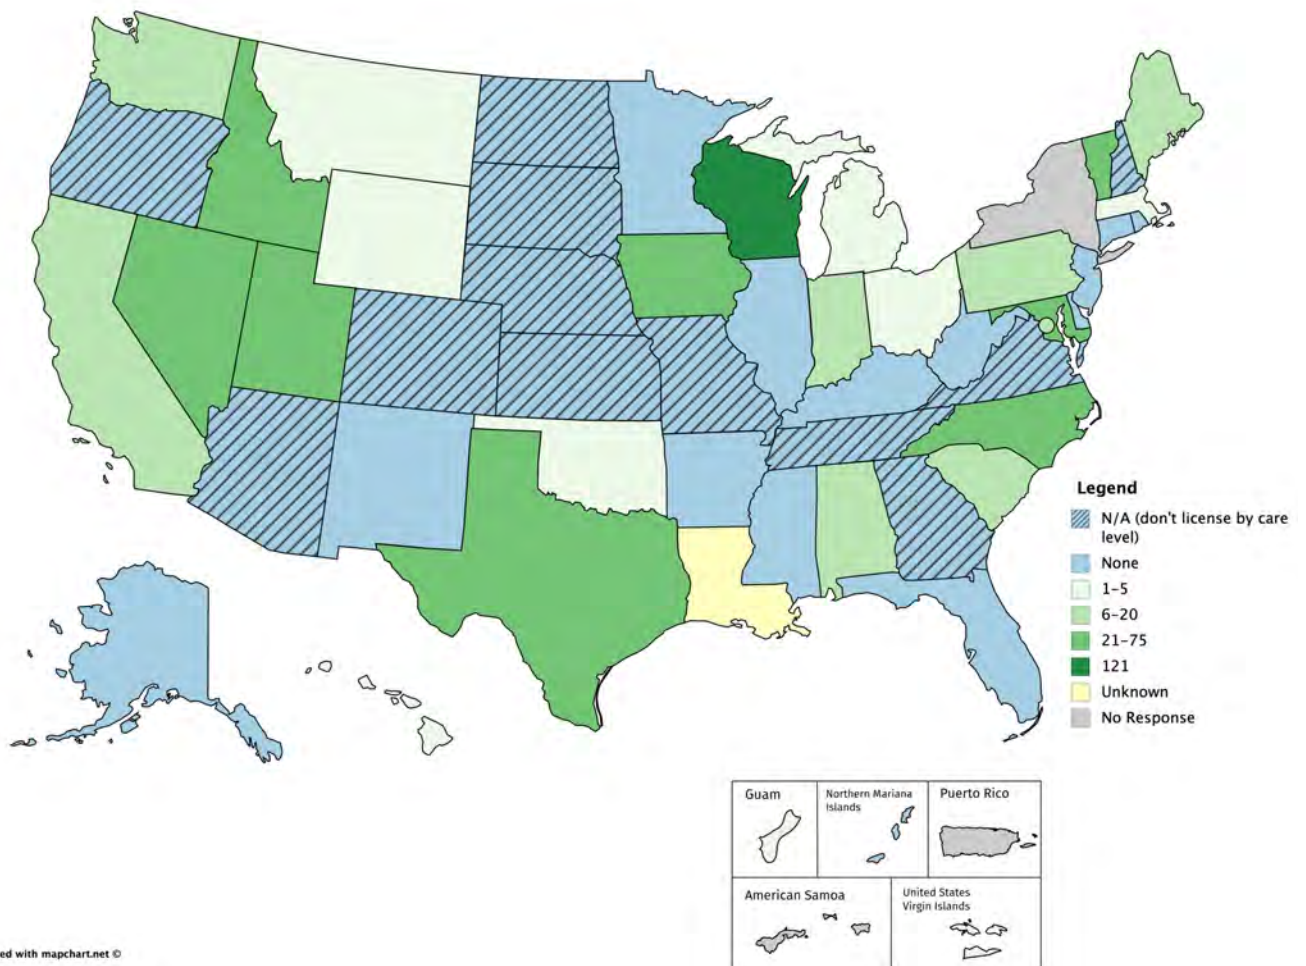 Legend
N/A (don't license by care
level)
None
1-5
6-20
21-75
121
Unknown
No Response
Guam
Northern Mariana
Islands
Puerto Rico
American Samoa
United States
Virgin Islands
ed with mapchart.net ©